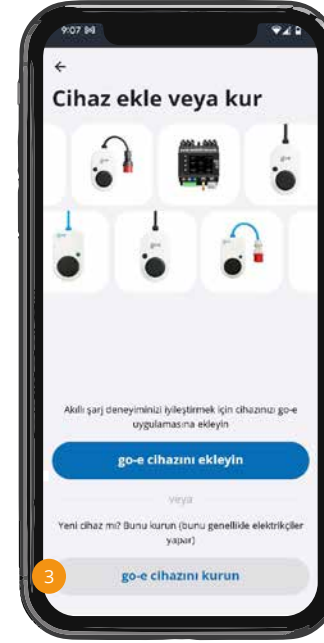 9:07
Cihaz ekle veya kur
Akıllı şarj deneyiminizi iyileştirmek için cihazınızı go-e
uygulamasına ekleyin
go-e cihazını ekleyin
veya
Yeni cihaz mı? Bunu kurun (bunu genellikle elektrikçiler
yapar)
3
go-e cihazını kurun